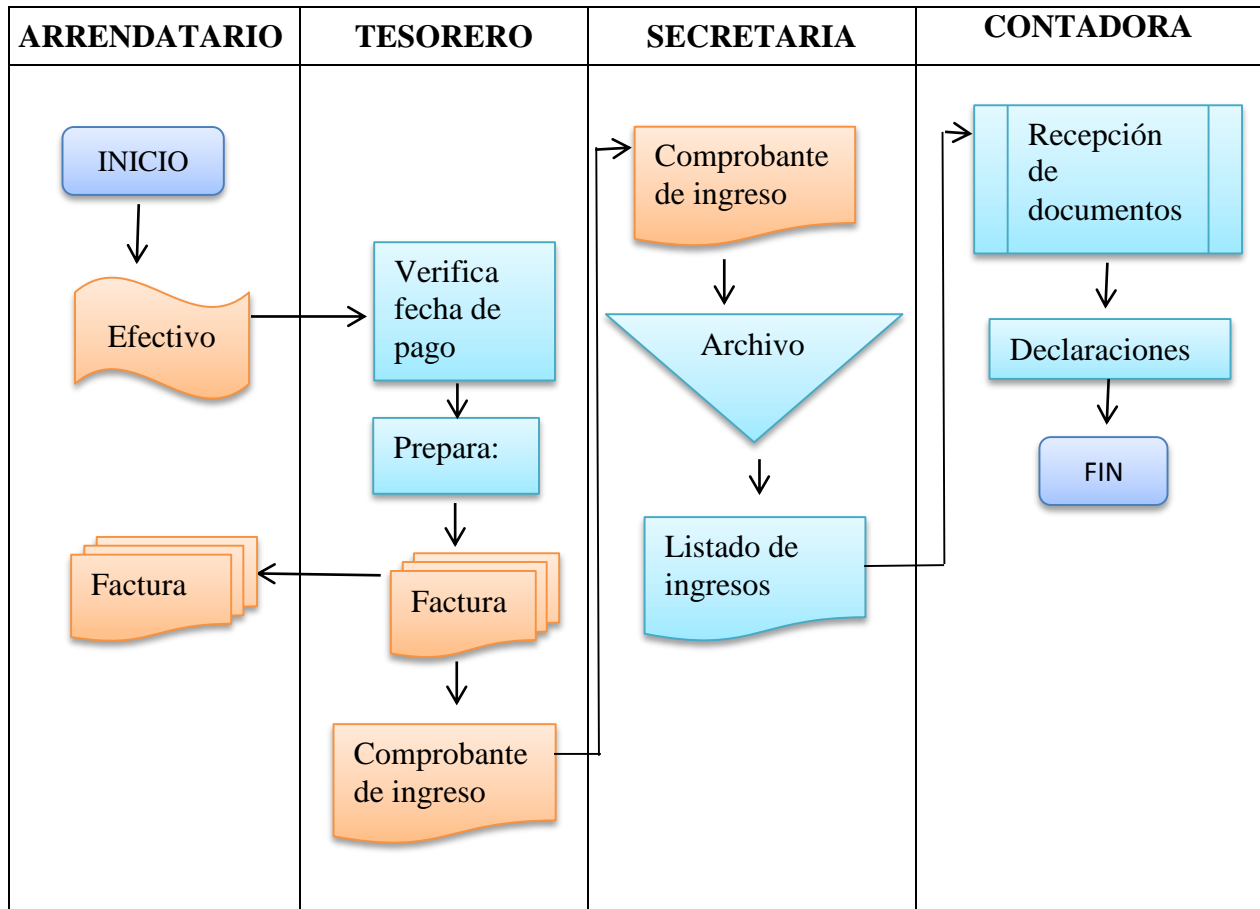 ARRENDATARIO
TESORERO
SECRETARIA
CONTADORA
INICIO
Efectivo
Factura
Verifica
fecha de
pago
Prepara:
Factura
Comprobante
de ingreso
Comprobante
de ingreso
Archivo
Listado de
ingresos
Recepción
de
documentos
Declaraciones
FIN